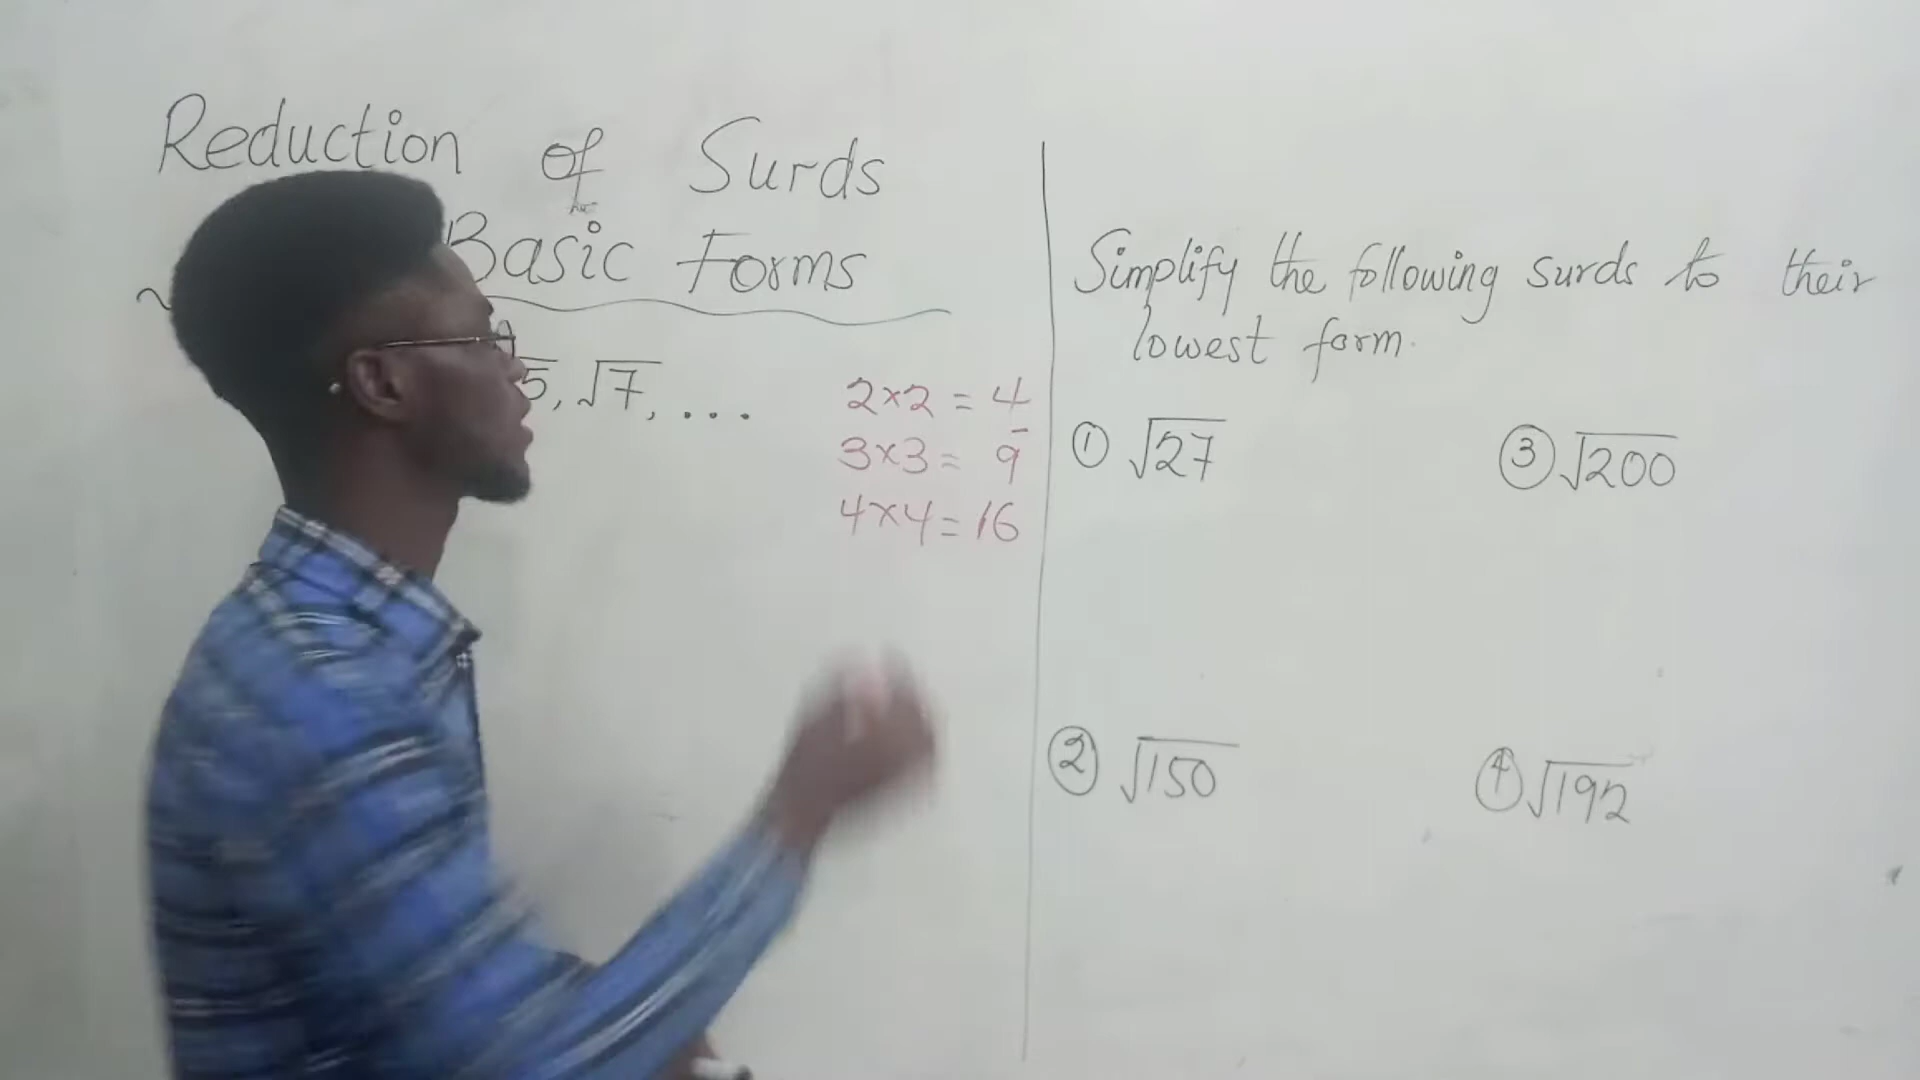 Reduction of Surds
Basic Forms
√5, √7, ...
2×2 = 4
3×3 = 9
4×4 = 16
Simplify the following surds to their
lowest form.
① √27
③ √200
② √150
④ √192